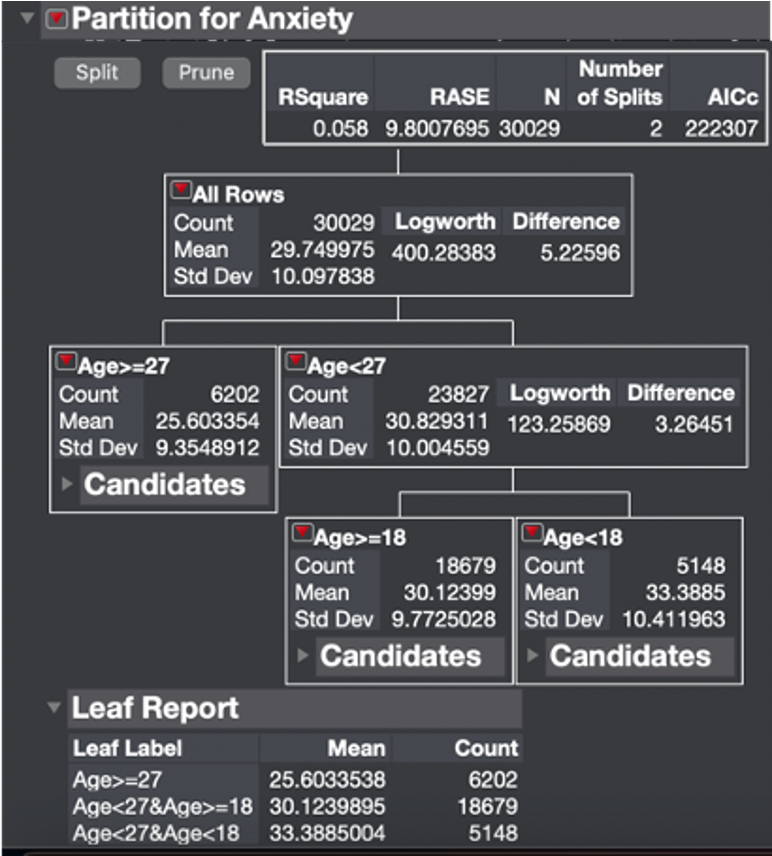 Partition for Anxiety
Split Prune
RSquare RASE N Number of Splits AICc
0.058 9.8007695 30029 2 222307
All Rows
Count 30029 Logworth Difference
Mean 29.749975 400.28383 5.22596
Std Dev 10.097838
Age>=27
Count 6202
Mean 25.603354
Std Dev 9.3548912
Candidates
Age<27
Count 23827 Logworth Difference
Mean 30.829311 123.25869 3.26451
Std Dev 10.004559
Age>=18
Count 18679
Mean 30.12399
Std Dev 9.7725028
Candidates
Age<18
Count 5148
Mean 33.3885
Std Dev 10.411963
Candidates
Leaf Report
Leaf Label Mean Count
Age>=27 25.6033538 6202
Age<27&Age>=18 30.1239895 18679
Age<27&Age<18 33.3885004 5148